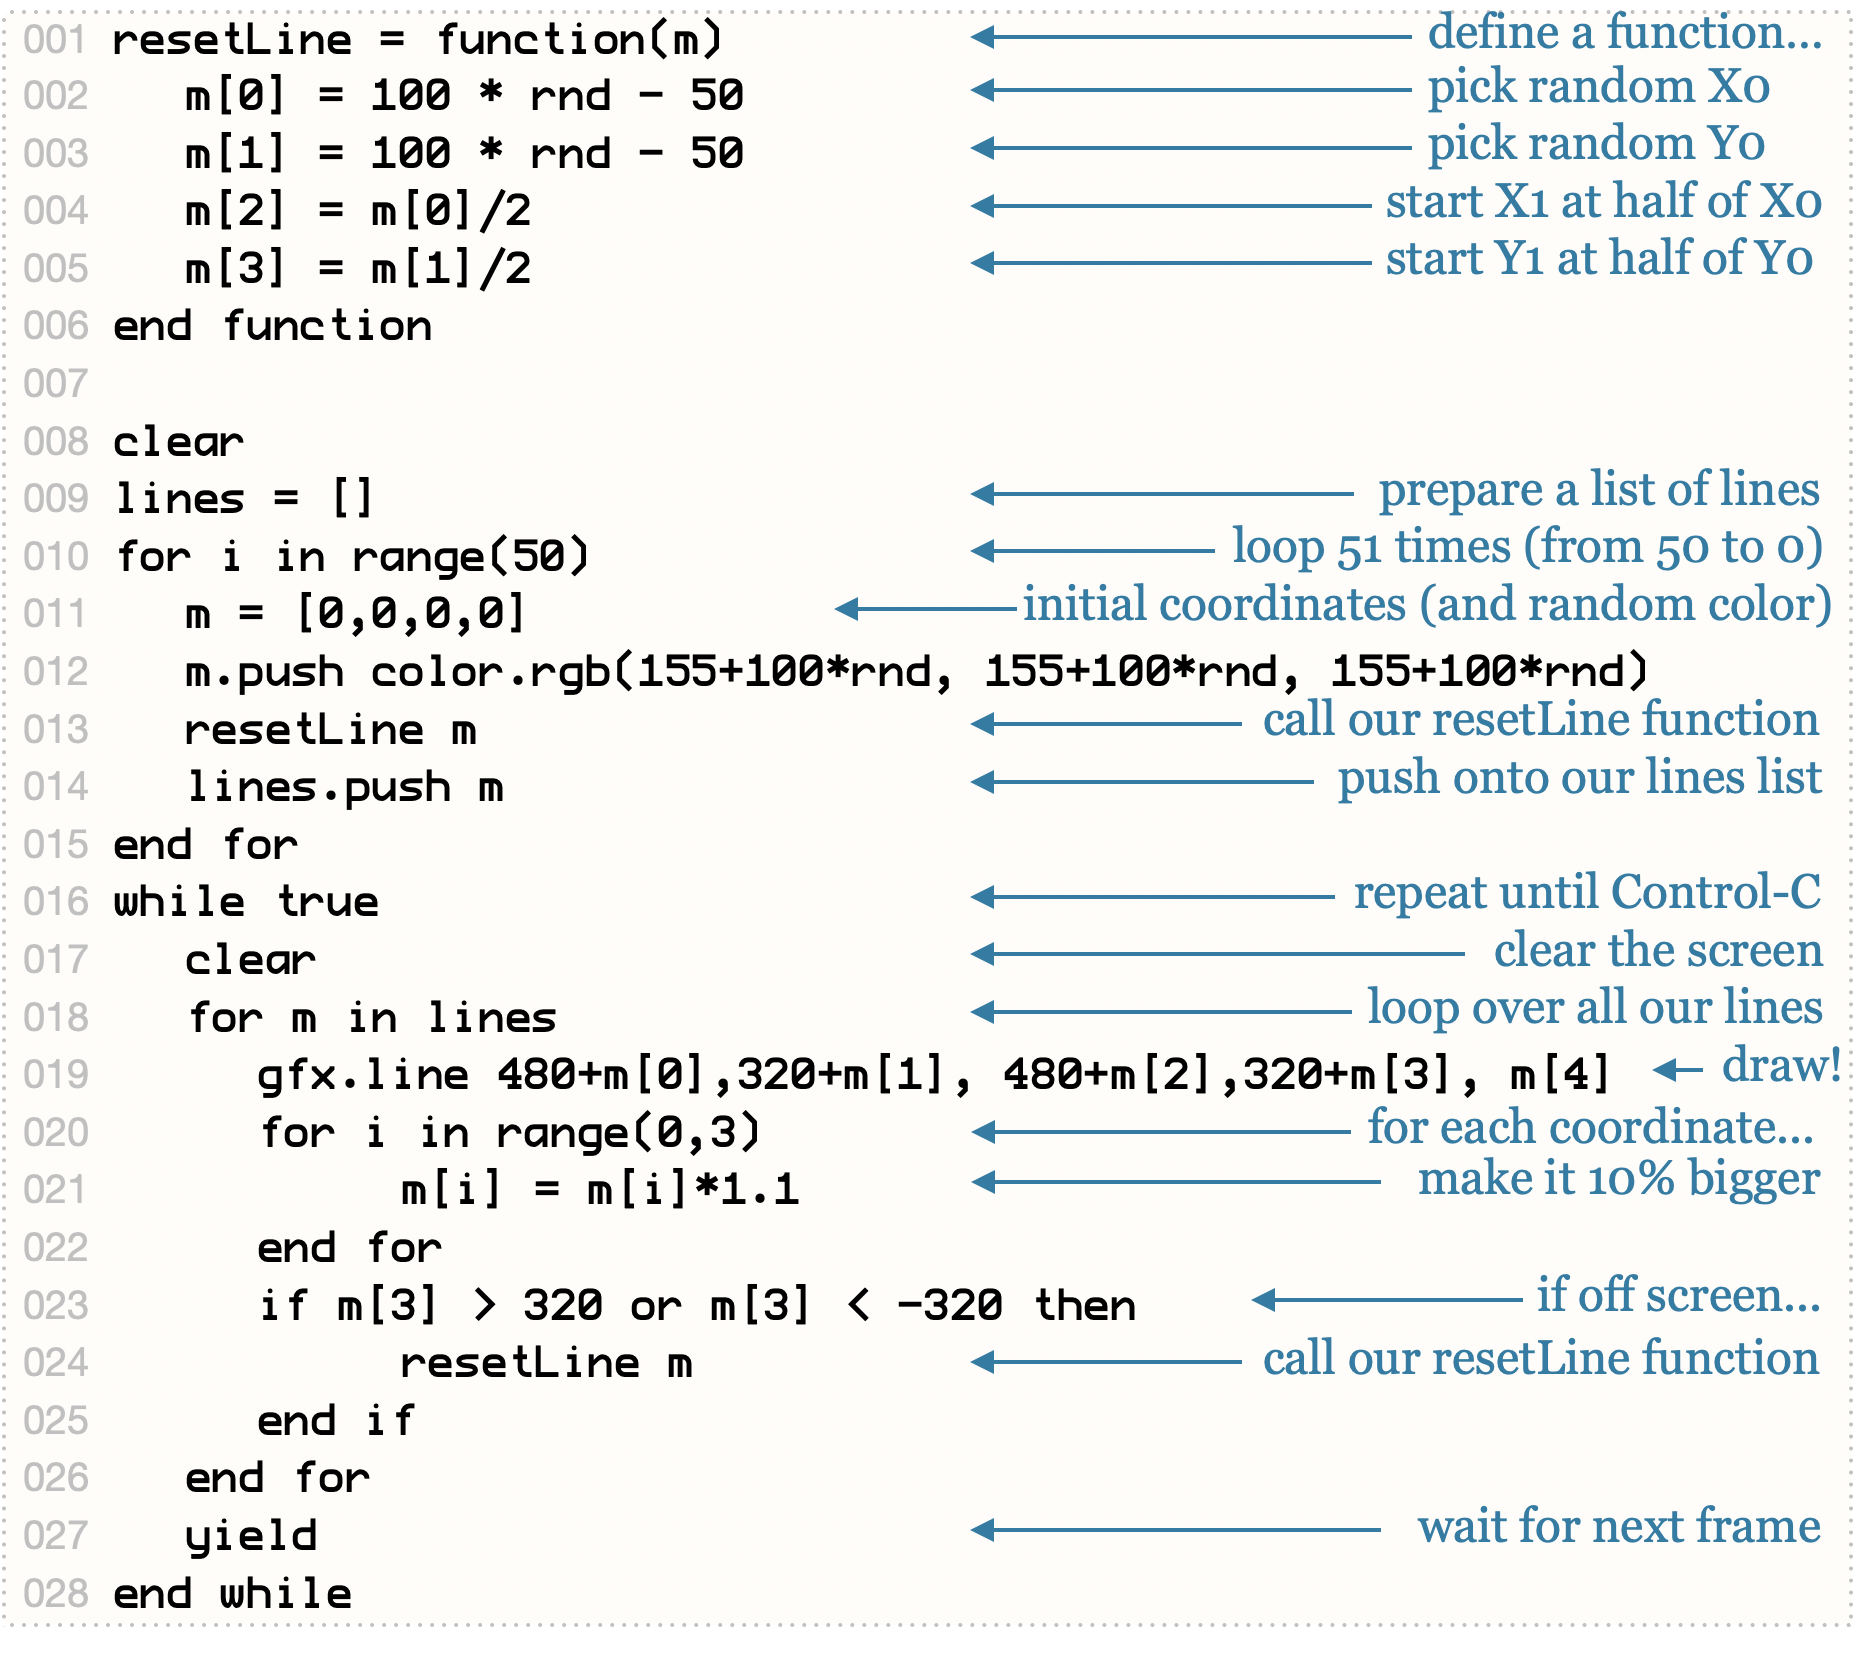 001 resetLine = function(m) define a function...
002 m[0] = 100 * rnd - 50 pick random X0
003 m[1] = 100 * rnd - 50 pick random Y0
004 m[2] = m[0]/2 start X1 at half of X0
005 m[3] = m[1]/2 start Y1 at half of Y0
006 end function
007
008 clear
009 lines = [] prepare a list of lines
010 for i in range(50) loop 51 times (from 50 to 0)
011 m = [0,0,0,0] initial coordinates (and random color)
012 m.push color.rgb(155+100*rnd, 155+100*rnd, 155+100*rnd)
013 resetLine m call our resetLine function
014 lines.push m push onto our lines list
015 end for
016 while true repeat until Control-C
017 clear clear the screen
018 for m in lines loop over all our lines
019 gfx.line 480+m[0],320+m[1], 480+m[2],320+m[3], m[4] draw!
020 for i in range(0,3) for each coordinate...
021 m[i] = m[i]*1.1 make it 10% bigger
022 end for
023 if m[3] > 320 or m[3] < -320 then if off screen...
024 resetLine m call our resetLine function
025 end if
026 end for
027 yield wait for next frame
028 end while